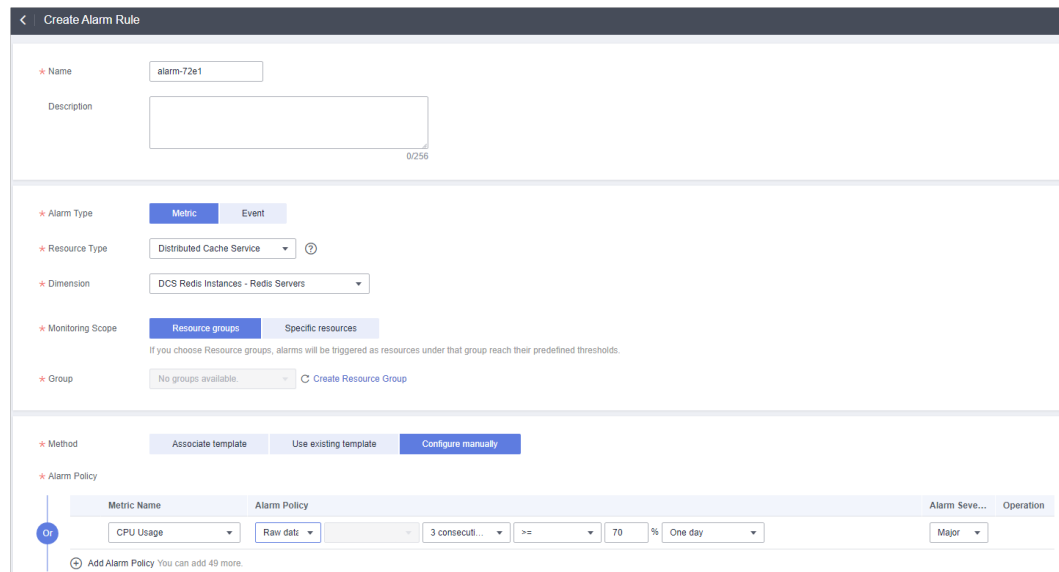 Create Alarm Rule
* Name alarm-72e1
Description
0/256
* Alarm Type Metric Event
* Resource Type Distributed Cache Service ?
* Dimension DCS Redis Instances - Redis Servers
* Monitoring Scope Resource groups Specific resources
If you choose Resource groups, alarms will be triggered as resources under that group reach their predefined thresholds.
* Group No groups available. Create Resource Group
* Method Associate template Use existing template Configure manually
* Alarm Policy
Metric Name Alarm Policy Alarm Seve... Operation
Or CPU Usage Raw data 3 consecuti... >= 70 % One day Major
Add Alarm Policy You can add 49 more.